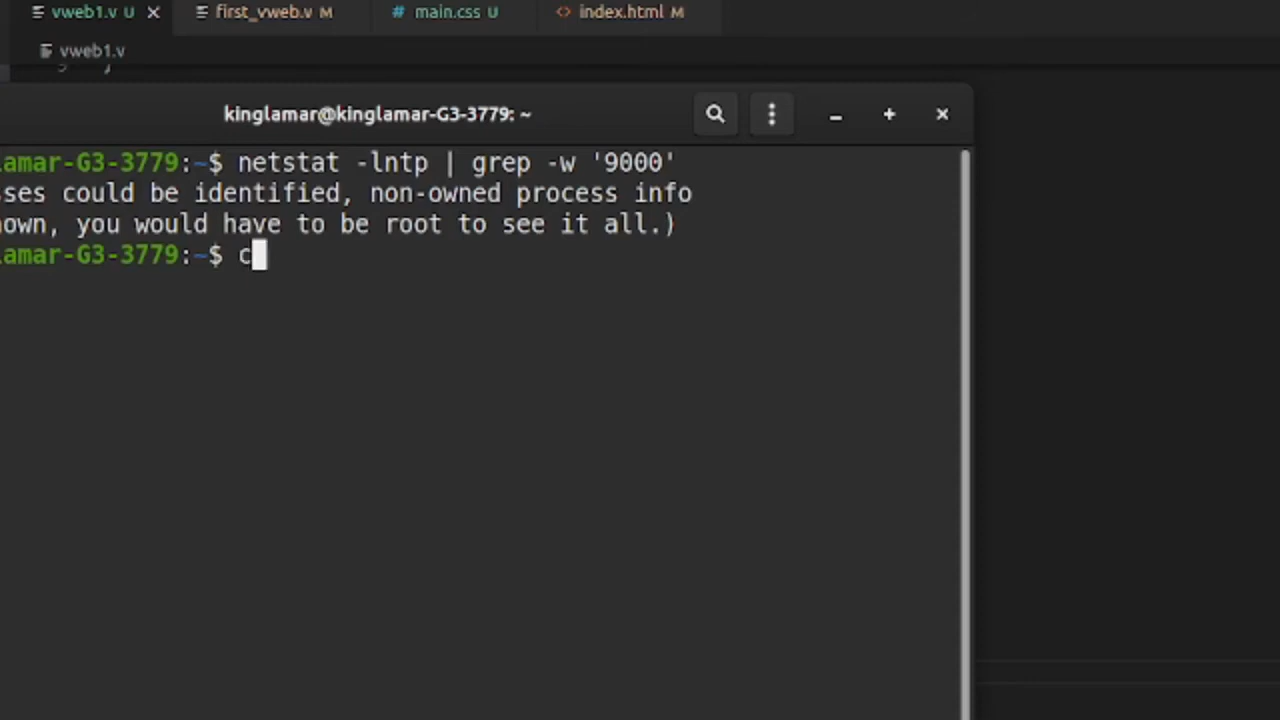 vweb1.v U first_vweb.v M # main.css U <> index.html M
vweb1.v
kinglamar@kinglamar-G3-3779: ~
lamar-G3-3779:~$ netstat -lntp | grep -w '9000'
sses could be identified, non-owned process info
own, you would have to be root to see it all.)
lamar-G3-3779:~$ c